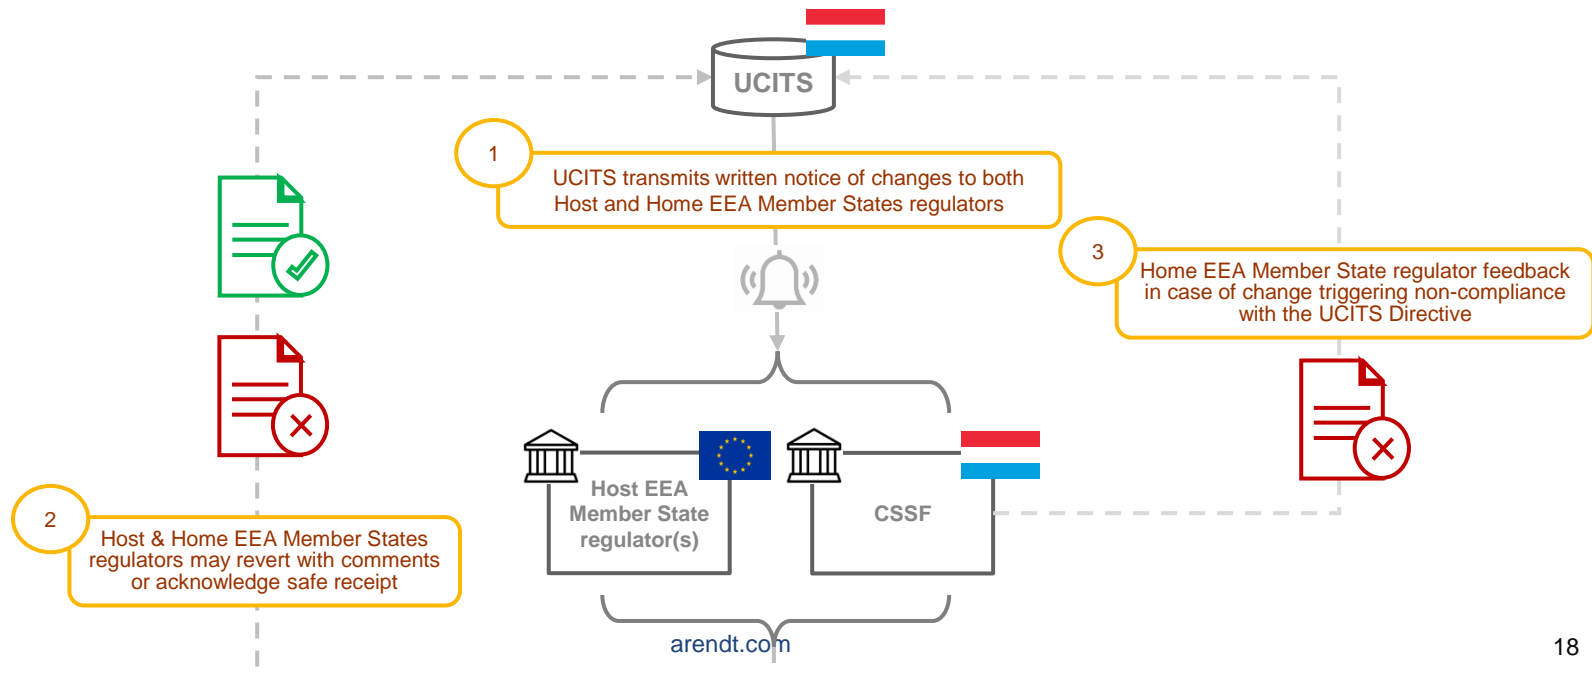 UCITS
1
UCITS transmits written notice of changes to both
Host and Home EEA Member States regulators
3
Home EEA Member State regulator feedback
in case of change triggering non-compliance
with the UCITS Directive
Host EEA
Member State
regulator(s)
CSSF
2
Host & Home EEA Member States
regulators may revert with comments
or acknowledge safe receipt
arendt.com
18